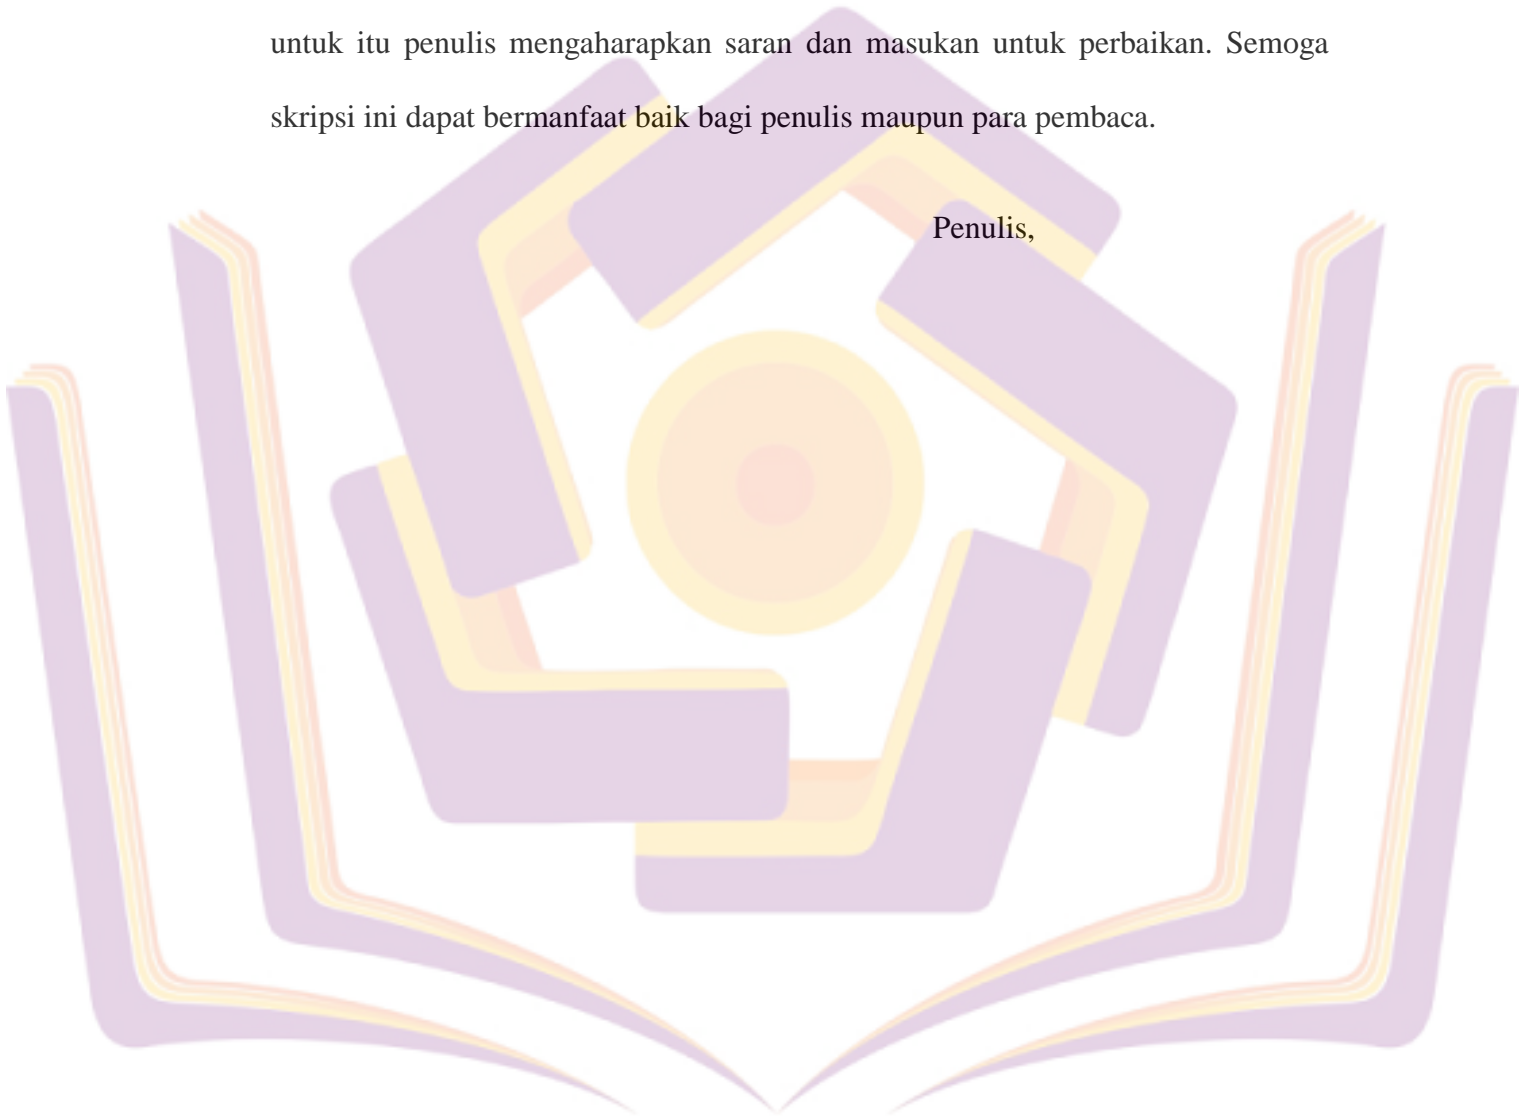 untuk itu penulis mengaharapkan saran dan masukan untuk perbaikan. Semoga
skripsi ini dapat bermanfaat baik bagi penulis maupun para pembaca.
Penulis,